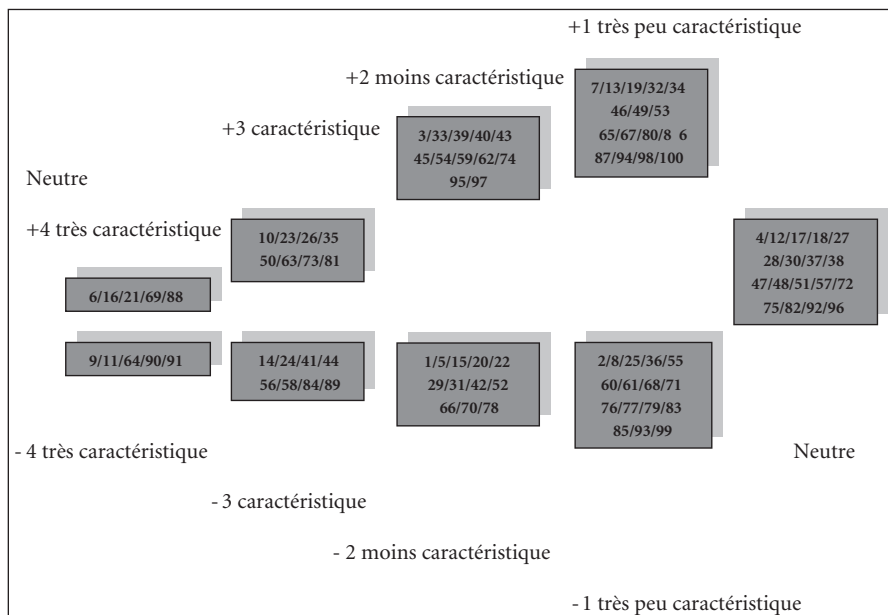 +1 très peu caractéristique
+2 moins caractéristique
7/13/19/32/34
46/49/53
65/67/80/8 6
87/94/98/100
+3 caractéristique
3/33/39/40/43
45/54/59/62/74
95/97
Neutre
+4 très caractéristique
10/23/26/35
50/63/73/81
4/12/17/18/27
28/30/37/38
47/48/51/57/72
75/82/92/96
6/16/21/69/88
9/11/64/90/91
14/24/41/44
56/58/84/89
1/5/15/20/22
29/31/42/52
66/70/78
2/8/25/36/55
60/61/68/71
76/77/79/83
85/93/99
- 4 très caractéristique
Neutre
- 3 caractéristique
- 2 moins caractéristique
- 1 très peu caractéristique